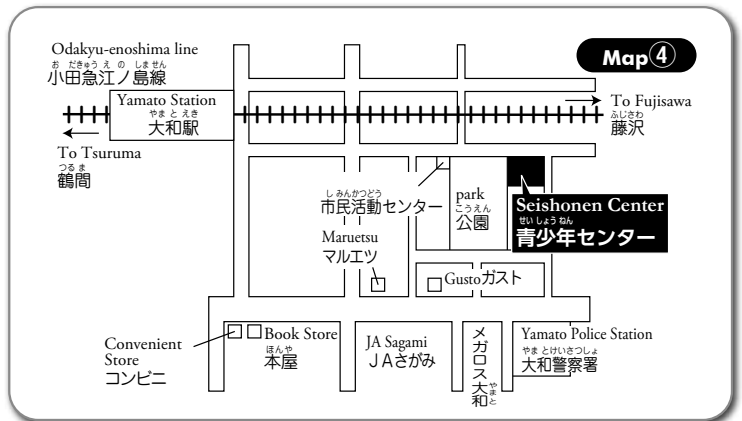 Map④
Odakyu-enoshima line
お だきゅう え の しません
小田急江ノ島線
Yamato Station
やまとえき
大和駅
To Fujisawa
ふじさわ
藤沢
To Tsuruma
つるま
鶴間
しみんかつどう
市民活動センター
park
こうえん
公園
Seishonen Center
せいしょうねん
青少年センター
Maruetsu
マルエツ
Gustoガスト
Convenient
Store
コンビニ
Book Store
ほんや
本屋
JA Sagami
JAさがみ
メガロス大和
やまと
Yamato Police Station
やまとけいさつしょ
大和警察署